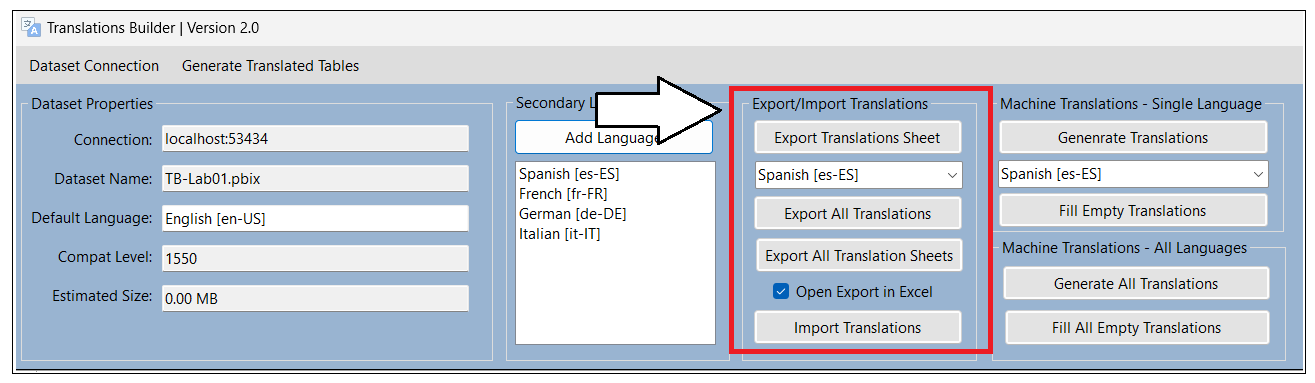 Translations Builder | Version 2.0
Dataset Connection Generate Translated Tables
Dataset Properties
Connection: localhost:53434
Dataset Name: TB-Lab01.pbix
Default Language: English [en-US]
Compat Level: 1550
Estimated Size: 0.00 MB
Secondary
Add Language
Spanish [es-ES]
French [fr-FR]
German [de-DE]
Italian [it-IT]
Export/Import Translations
Export Translations Sheet
Spanish [es-ES]
Export All Translations
Export All Translation Sheets
Open Export in Excel
Import Translations
Machine Translations - Single Language
Genenrate Translations
Spanish [es-ES]
Fill Empty Translations
Machine Translations - All Languages
Generate All Translations
Fill All Empty Translations